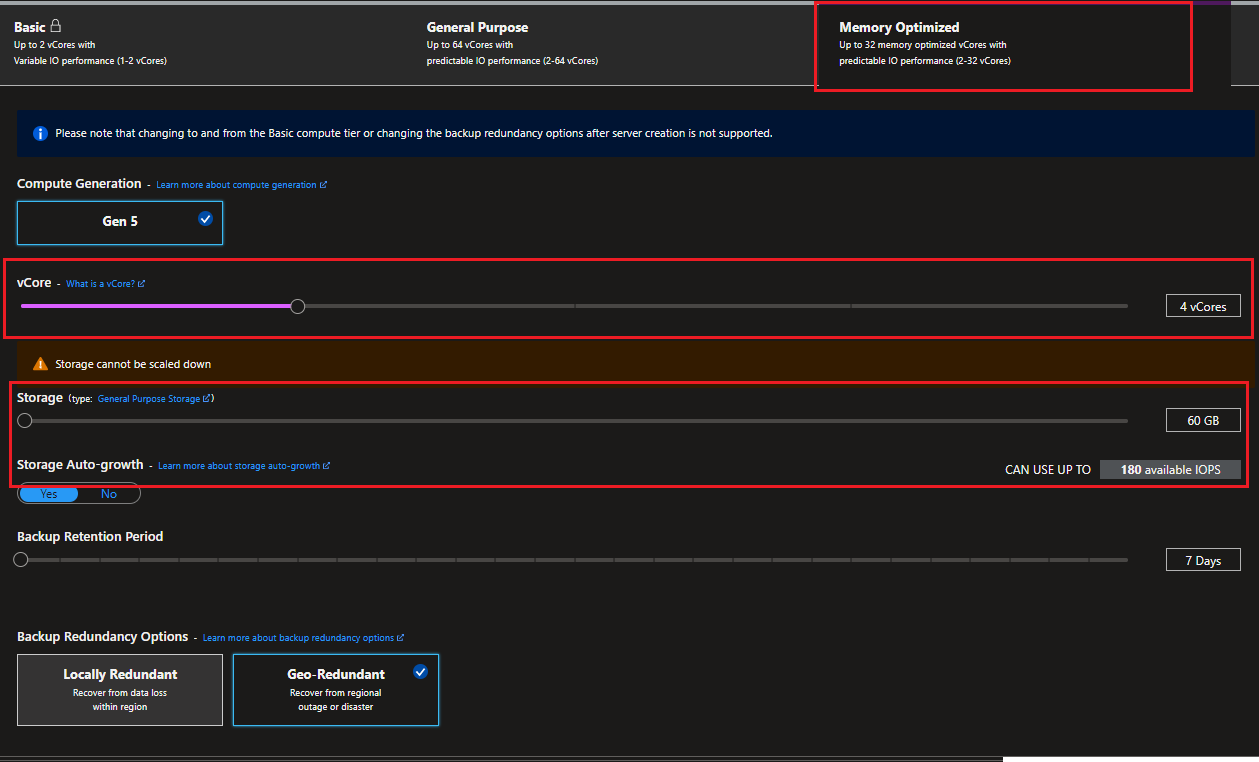 Basic
Up to 2 vCores with
Variable IO performance (1-2 vCores)
General Purpose
Up to 64 vCores with
predictable IO performance (2-64 vCores)
Memory Optimized
Up to 32 memory optimized vCores with
predictable IO performance (2-32 vCores)
Please note that changing to and from the Basic compute tier or changing the backup redundancy options after server creation is not supported.
Compute Generation - Learn more about compute generation
Gen 5
vCore - What is a vCore?
4 vCores
Storage cannot be scaled down
Storage (type: General Purpose Storage)
60 GB
Storage Auto-growth - Learn more about storage auto-growth
CAN USE UP TO 180 available IOPS
Yes No
Backup Retention Period
7 Days
Backup Redundancy Options - Learn more about backup redundancy options
Locally Redundant
Recover from data loss
within region
Geo-Redundant
Recover from regional
outage or disaster